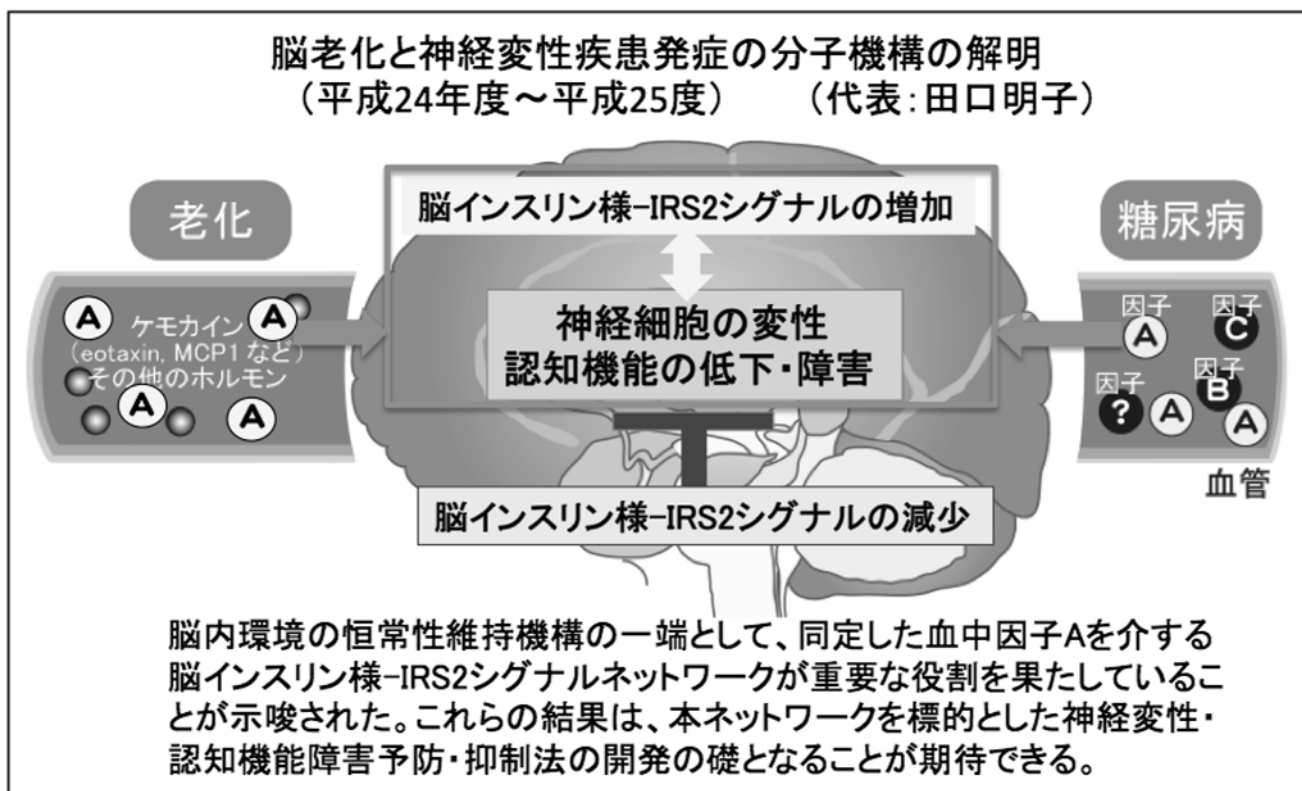 脳老化と神経変性疾患発症の分子機構の解明
（平成24年度～平成25度） （代表：田口明子）
老化
ケモカイン
（eotaxin, MCP1 など）
その他のホルモン
A
A
A
A
脳インスリン様-IRS2シグナルの増加
神経細胞の変性
認知機能の低下・障害
脳インスリン様-IRS2シグナルの減少
糖尿病
因子
A
因子
C
因子
B
因子
?
A
A
血管
脳内環境の恒常性維持機構の一端として、同定した血中因子Aを介する
脳インスリン様-IRS2シグナルネットワークが重要な役割を果たしているこ
とが示唆された。これらの結果は、本ネットワークを標的とした神経変性・
認知機能障害予防・抑制法の開発の礎となることが期待できる。